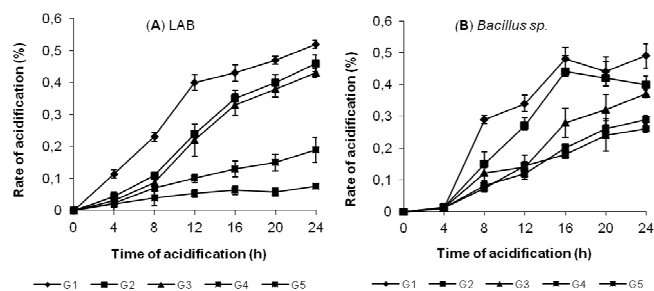 (A) LAB
Rate of acidification (%)
0,6
0,5
0,4
0,3
0,2
0,1
0
0 4 8 12 16 20 24
Time of acidification (h)
G1 G2 G3 G4 G5
(B) Bacillus sp.
Rate of acidification (%)
0,6
0,5
0,4
0,3
0,2
0,1
0
0 4 8 12 16 20 24
Time of acidification (h)
G1 G2 G3 G4 G5